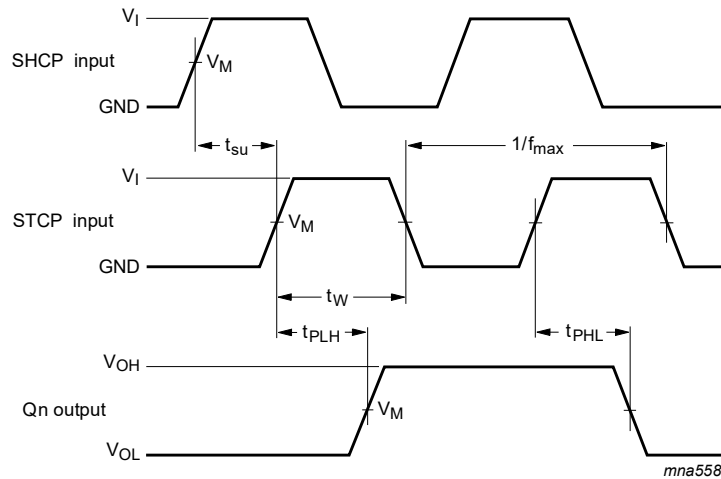 V_I
SHCP input
V_M
GND
t_su
1/f_max
V_I
STCP input
V_M
GND
t_W
t_PLH
t_PHL
V_OH
Qn output
V_M
V_OL
mna558